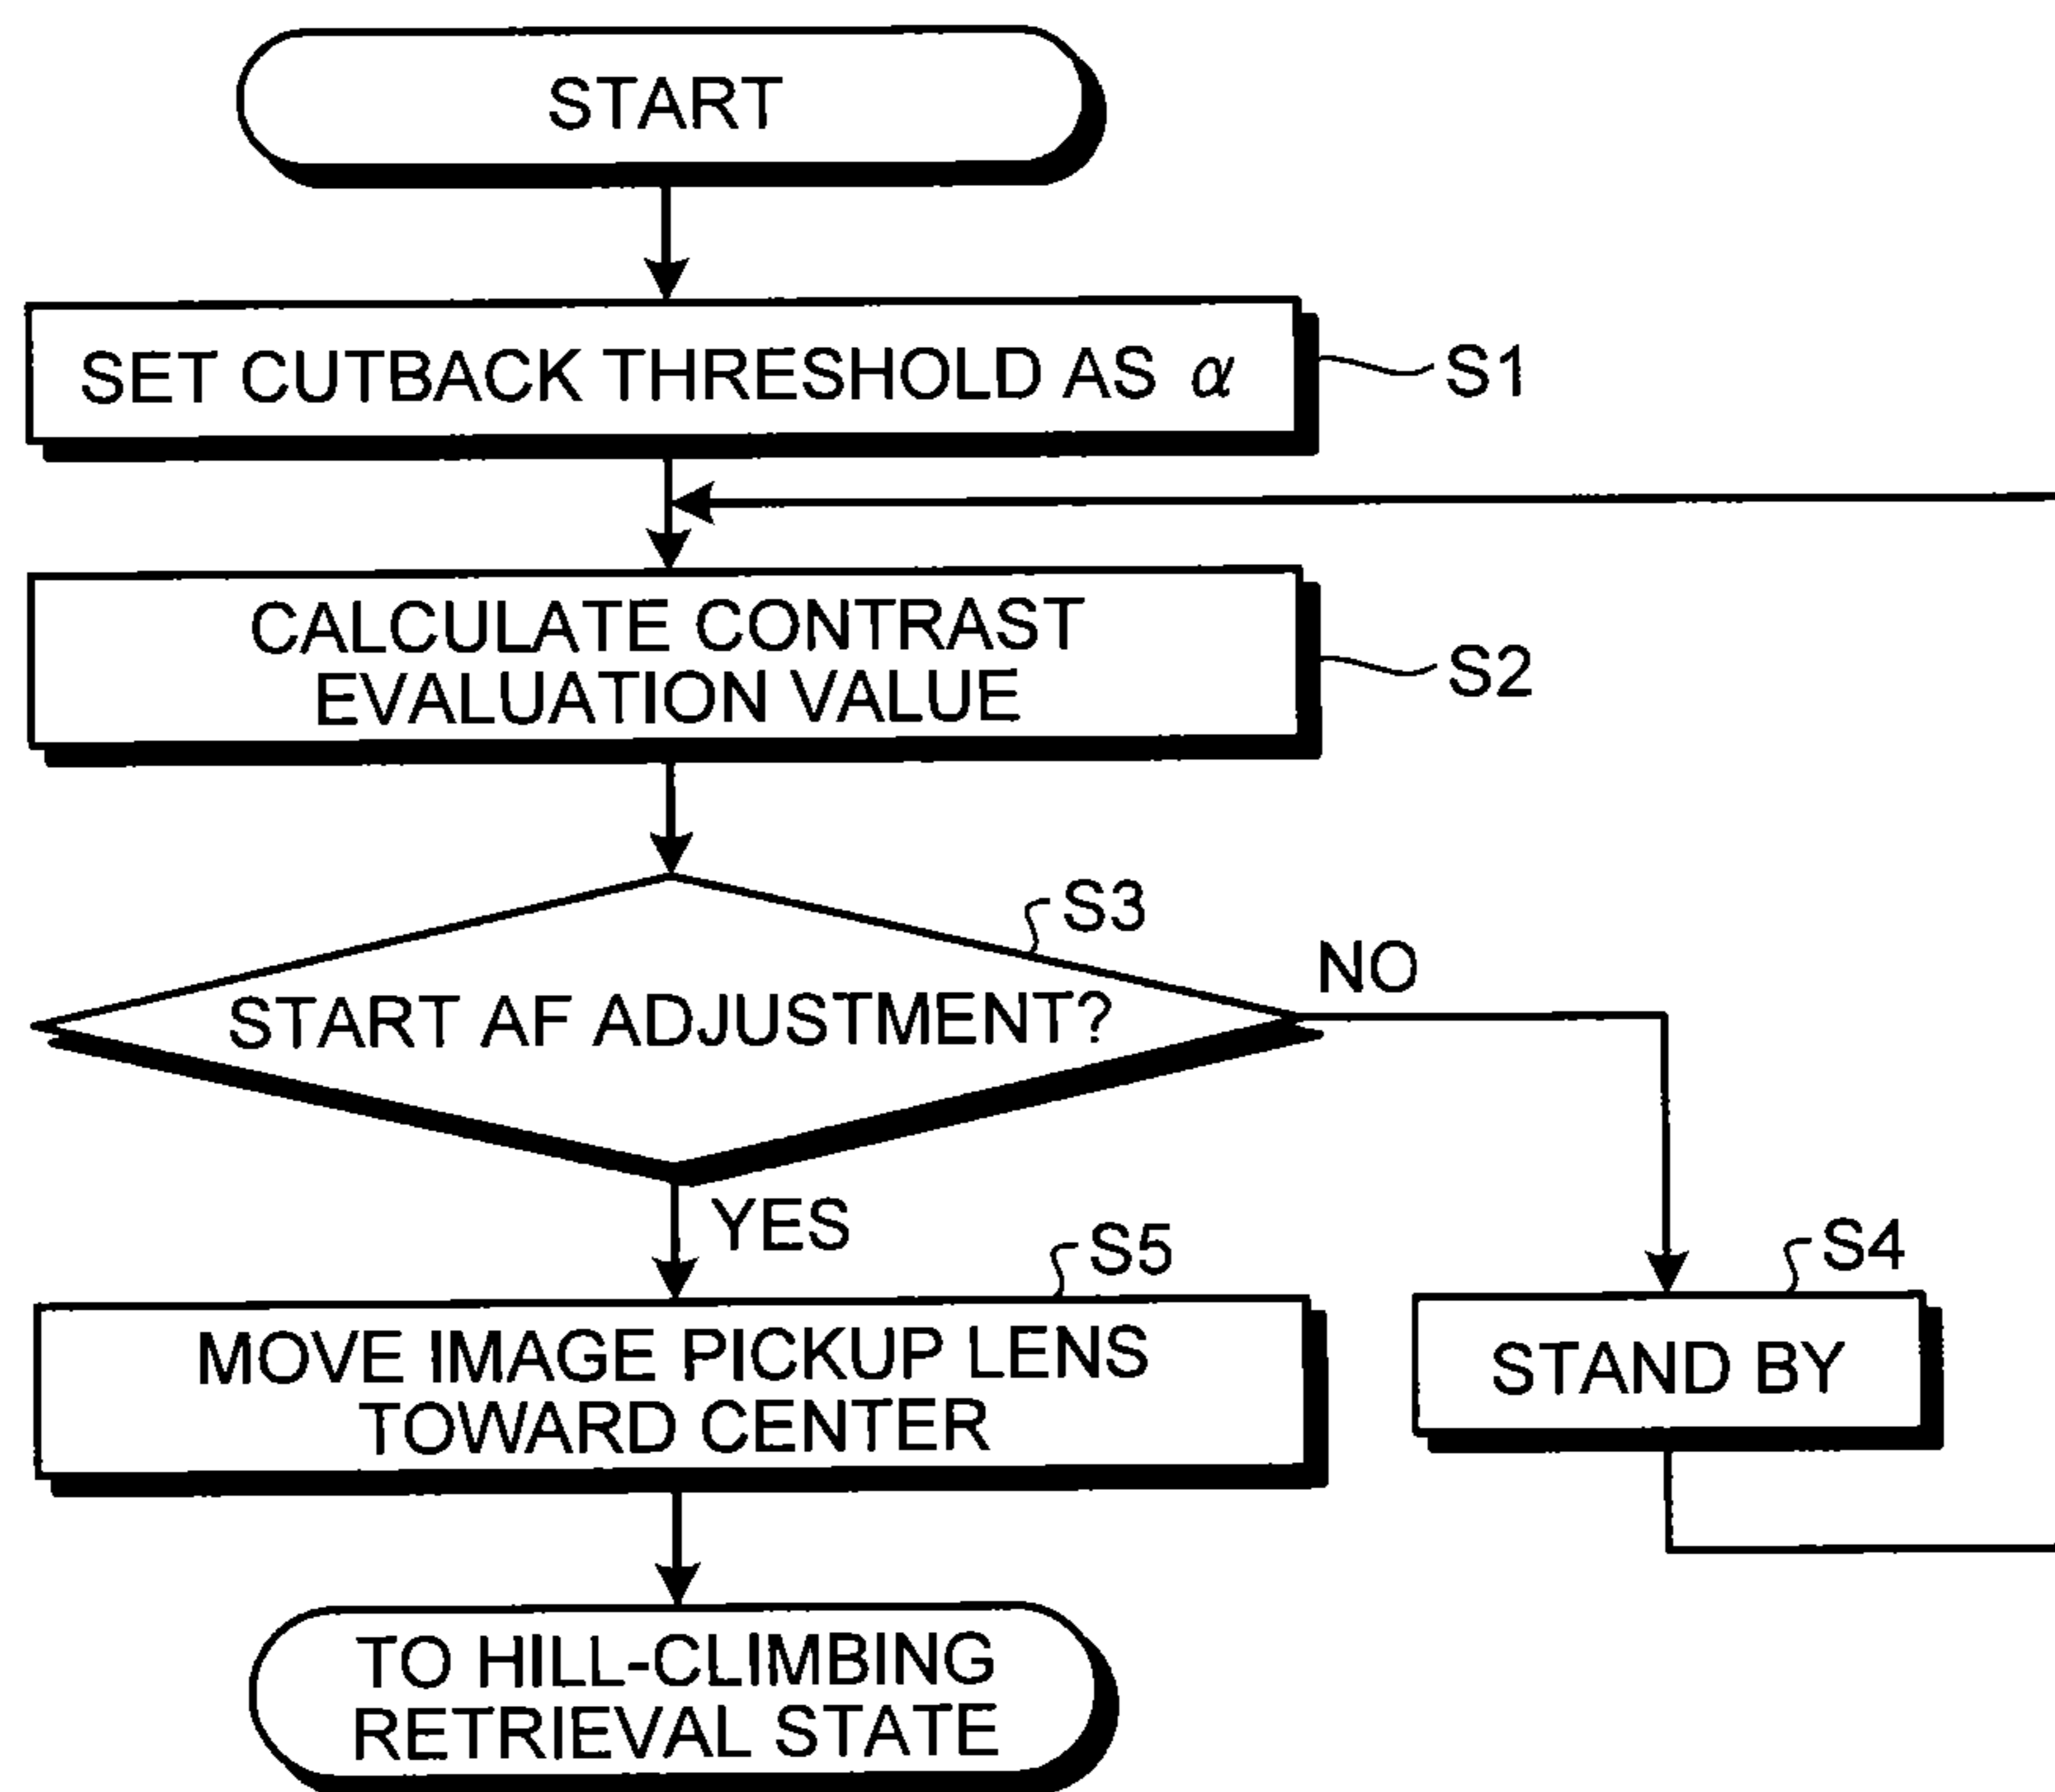 START
SET CUTBACK THRESHOLD AS α
S1
CALCULATE CONTRAST
EVALUATION VALUE
S2
S3
START AF ADJUSTMENT?
NO
YES
S5
MOVE IMAGE PICKUP LENS
TOWARD CENTER
S4
STAND BY
TO HILL-CLIMBING
RETRIEVAL STATE